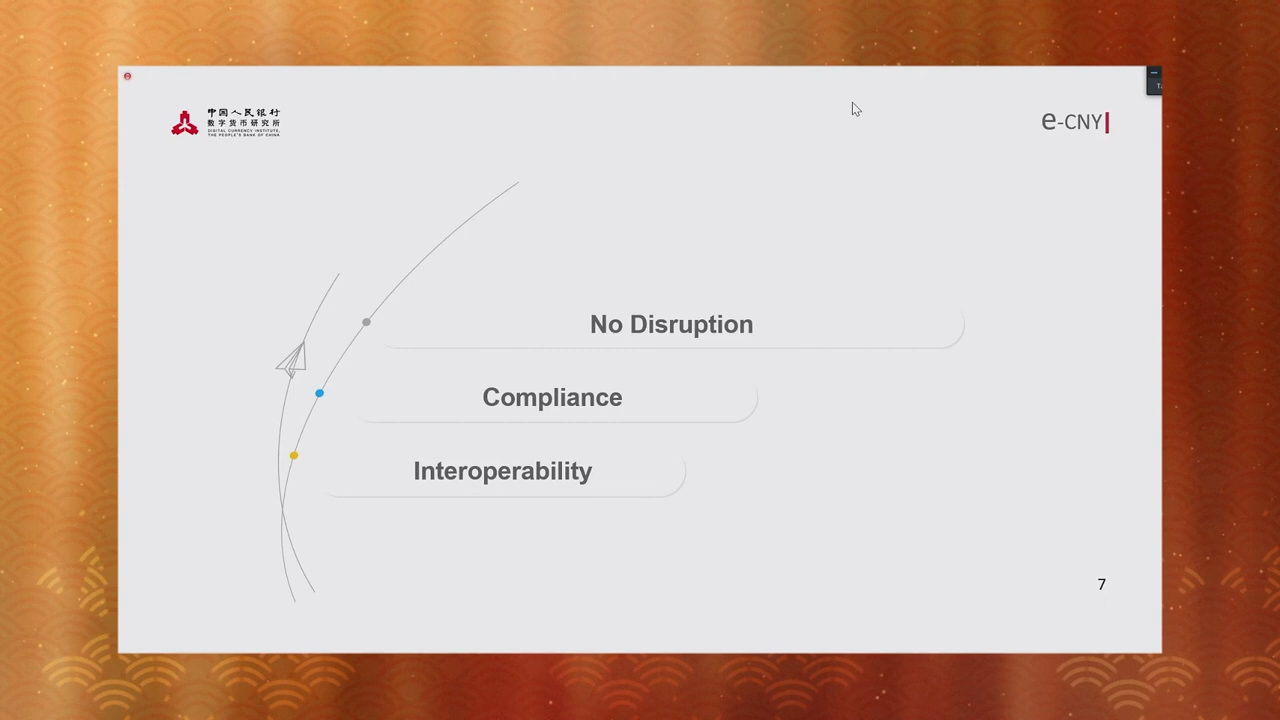 中国人民银行
数字货币研究所
DIGITAL CURRENCY INSTITUTE,
THE PEOPLE'S BANK OF CHINA
e-CNY
No Disruption
Compliance
Interoperability
7